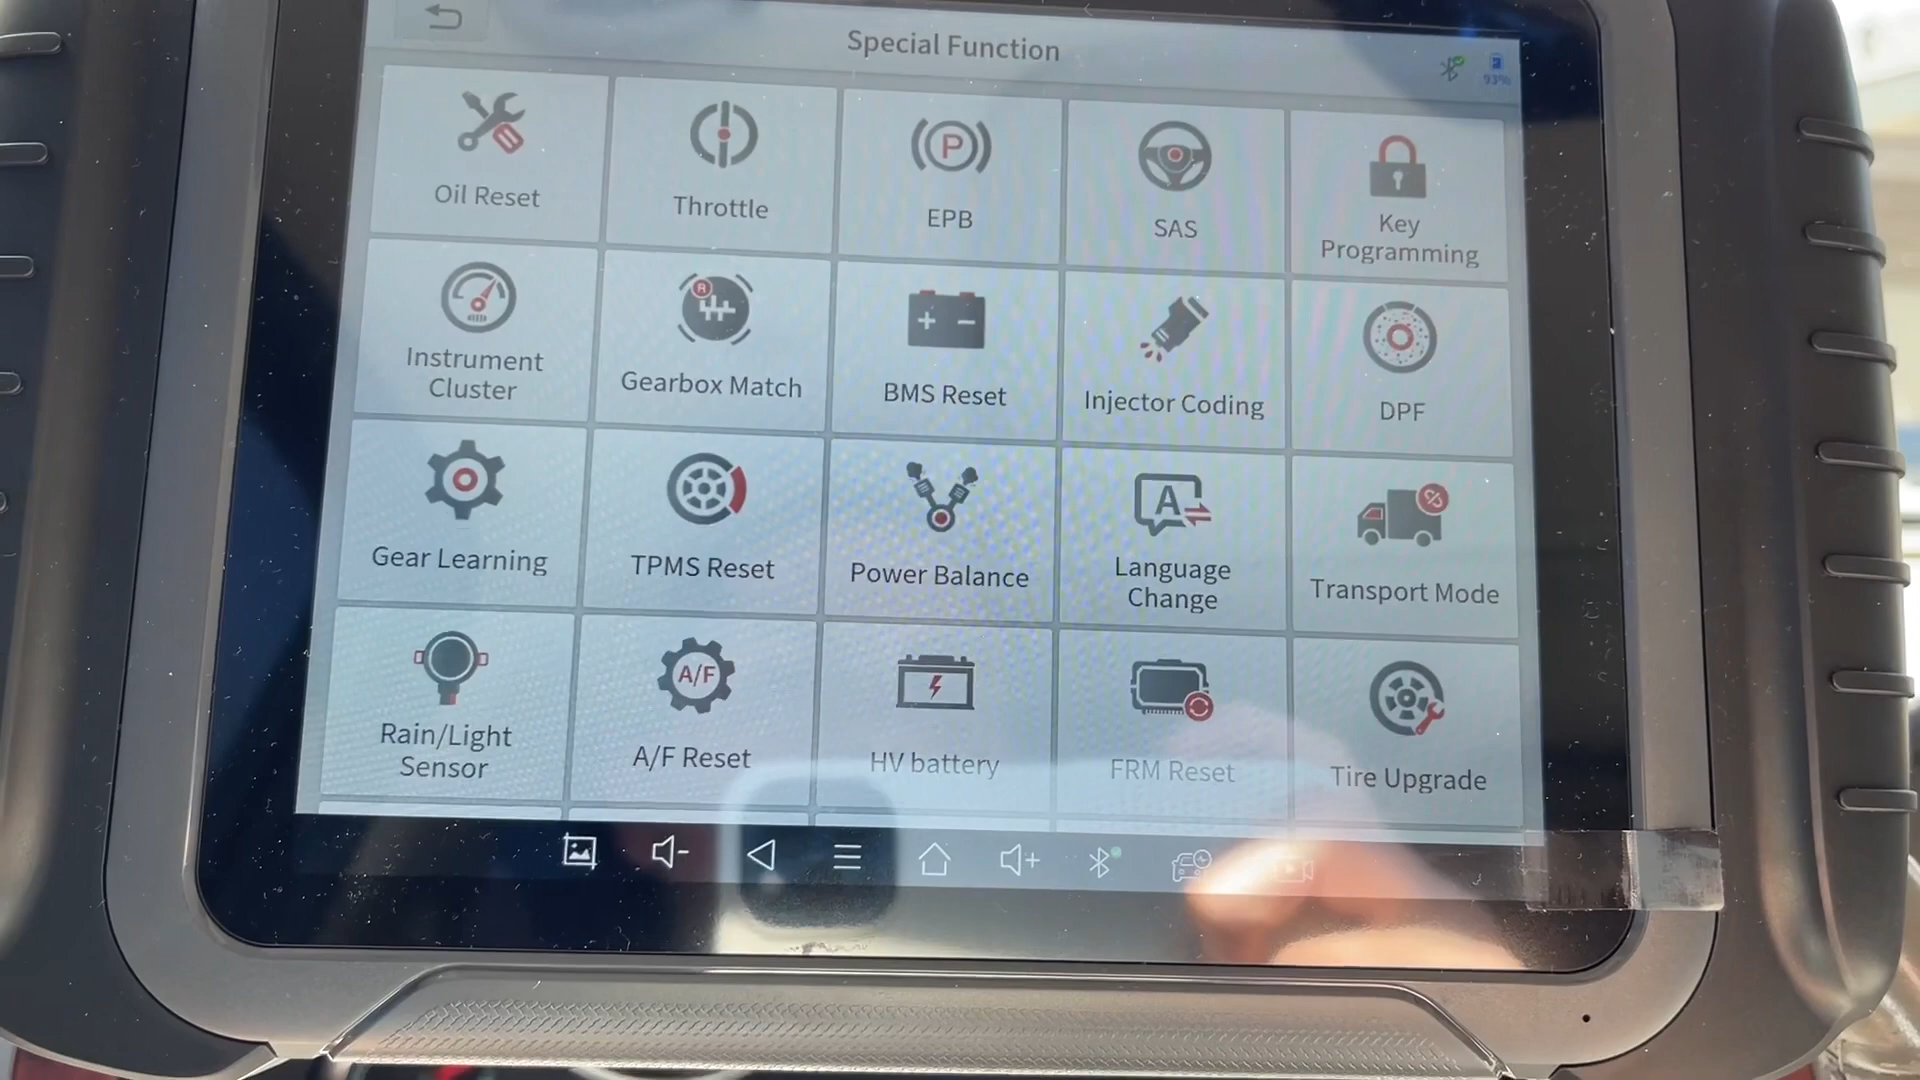 Special Function
93%
Oil Reset
Throttle
EPB
SAS
Key
Programming
Instrument
Cluster
Gearbox Match
BMS Reset
Injector Coding
DPF
Gear Learning
TPMS Reset
Power Balance
Language
Change
Transport Mode
Rain/Light
Sensor
A/F
A/F Reset
HV battery
FRM Reset
Tire Upgrade
P
R
A